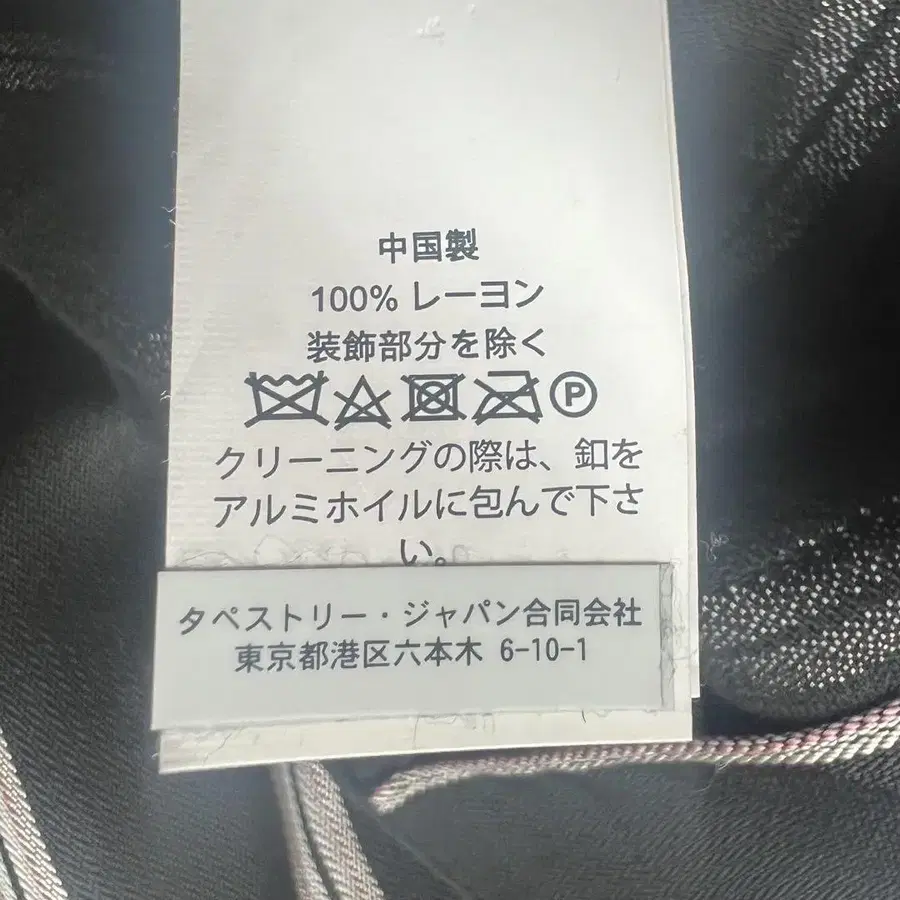 中国製
100% レーヨン
装飾部分を除く
P
クリーニングの際は、釦を
アルミホイルに包んで下さ
い。
タペストリー・ジャパン合同会社
東京都港区六本木 6-10-1